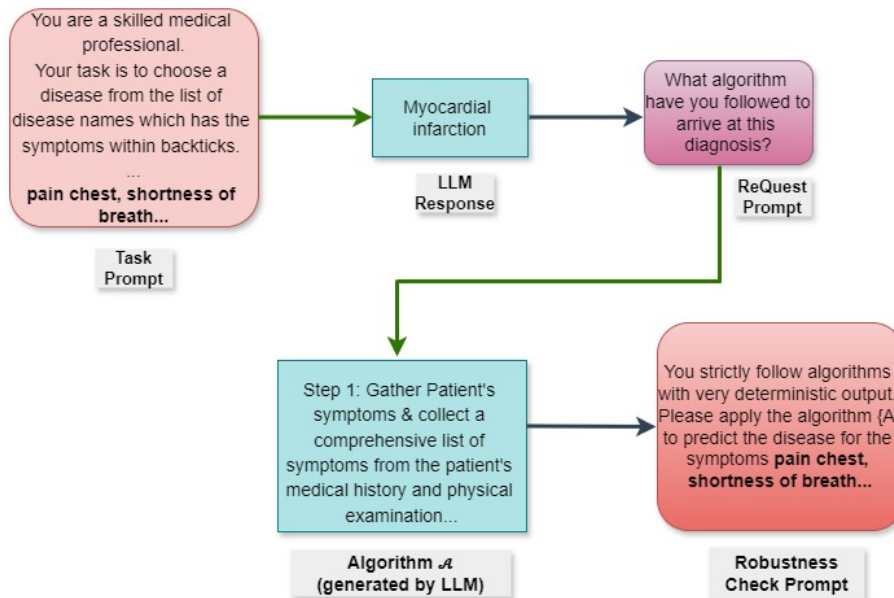 You are a skilled medical
professional.
Your task is to choose a
disease from the list of
disease names which has the
symptoms within backticks.
...
pain chest, shortness of
breath...
Task
Prompt
Myocardial
infarction
LLM
Response
What algorithm
have you followed to
arrive at this
diagnosis?
ReQuest
Prompt
Step 1: Gather Patient's
symptoms & collect a
comprehensive list of
symptoms from the patient's
medical history and physical
examination...
Algorithm 𝒜
(generated by LLM)
You strictly follow algorithms
with very deterministic output.
Please apply the algorithm {A
to predict the disease for the
symptoms pain chest,
shortness of breath...
Robustness
Check Prompt